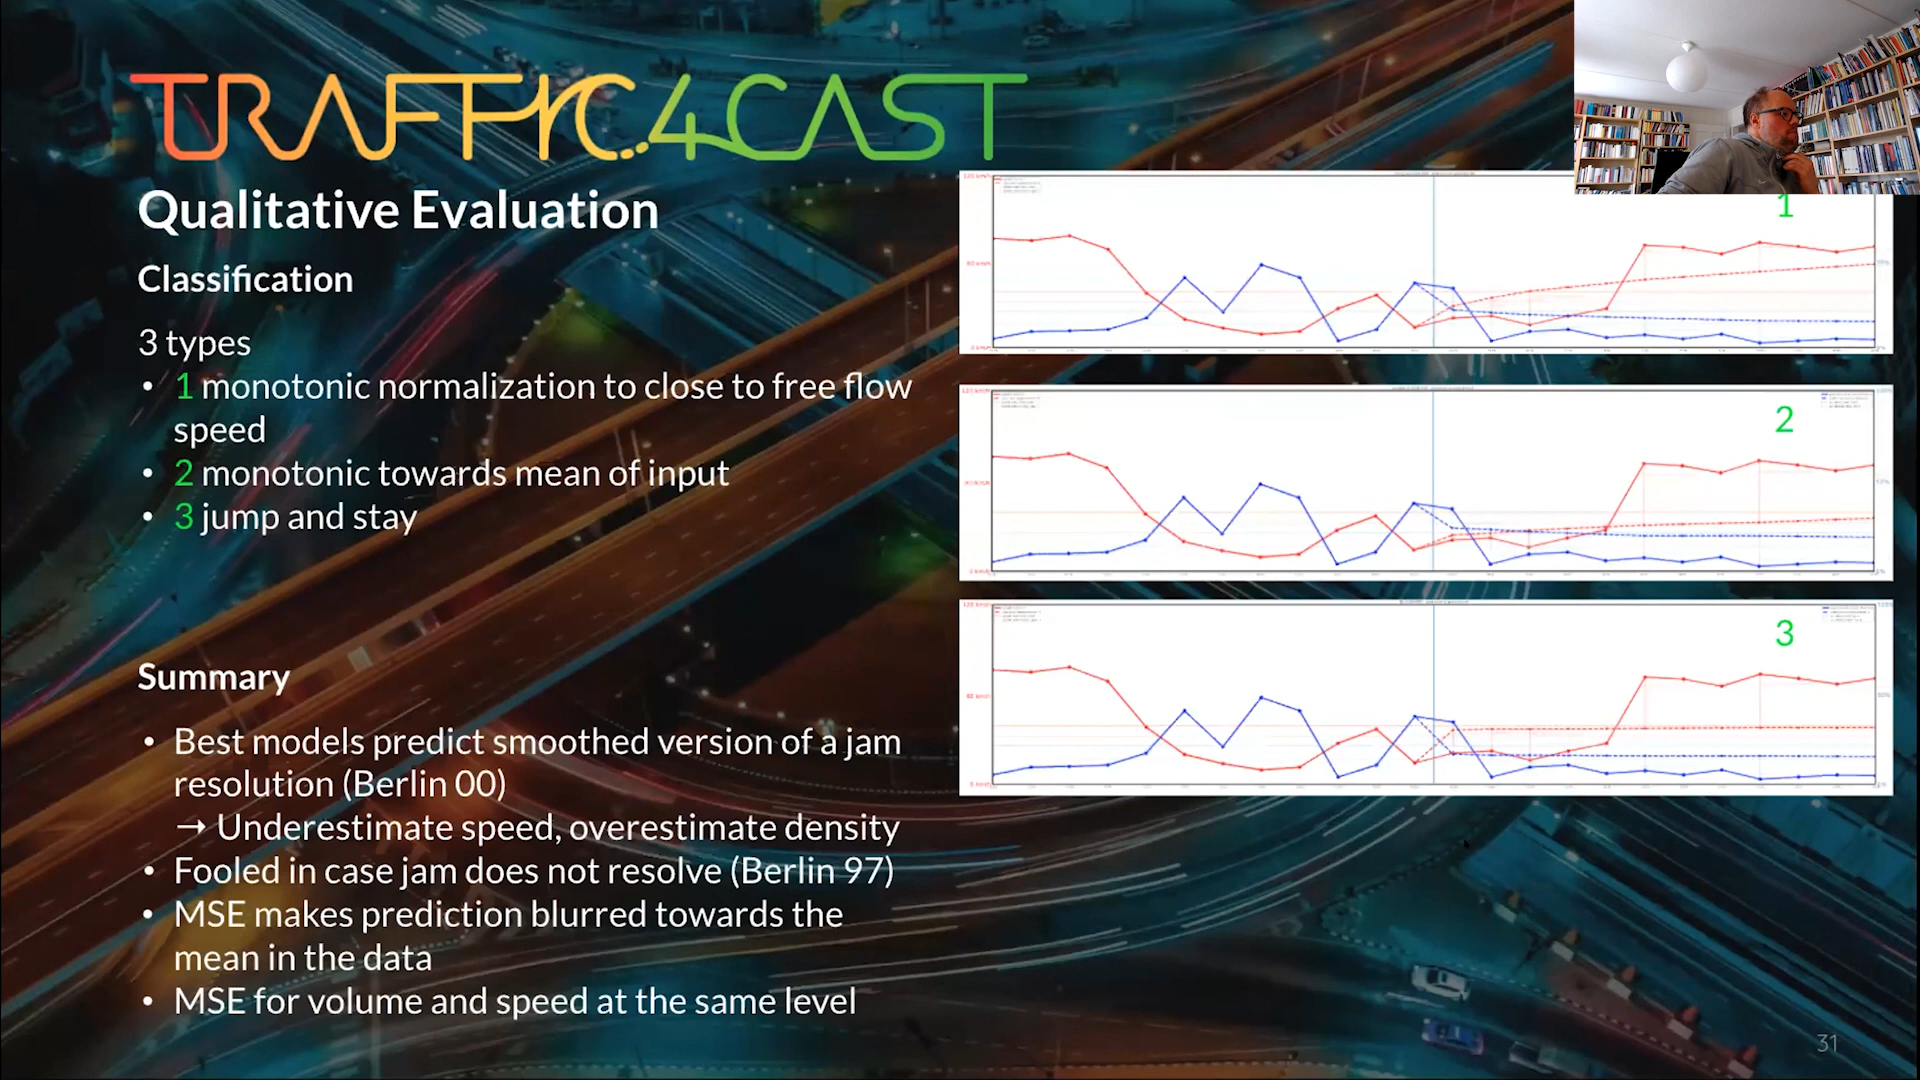 TRAFFIC4CAST
Qualitative Evaluation
Classification
3 types
• 1 monotonic normalization to close to free flow
speed
• 2 monotonic towards mean of input
• 3 jump and stay
Summary
• Best models predict smoothed version of a jam
resolution (Berlin 00)
→ Underestimate speed, overestimate density
• Fooled in case jam does not resolve (Berlin 97)
• MSE makes prediction blurred towards the
mean in the data
• MSE for volume and speed at the same level
1
2
3
31